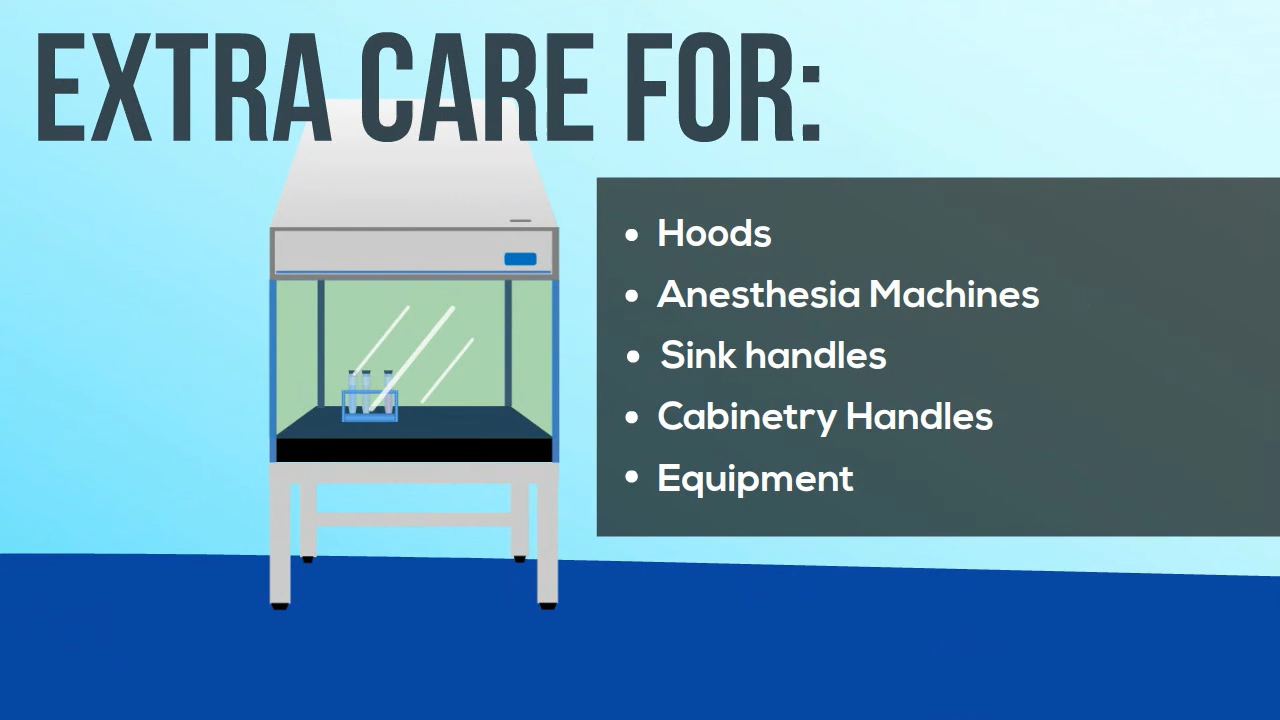 EXTRA CARE FOR:
• Hoods
• Anesthesia Machines
• Sink handles
• Cabinetry Handles
• Equipment